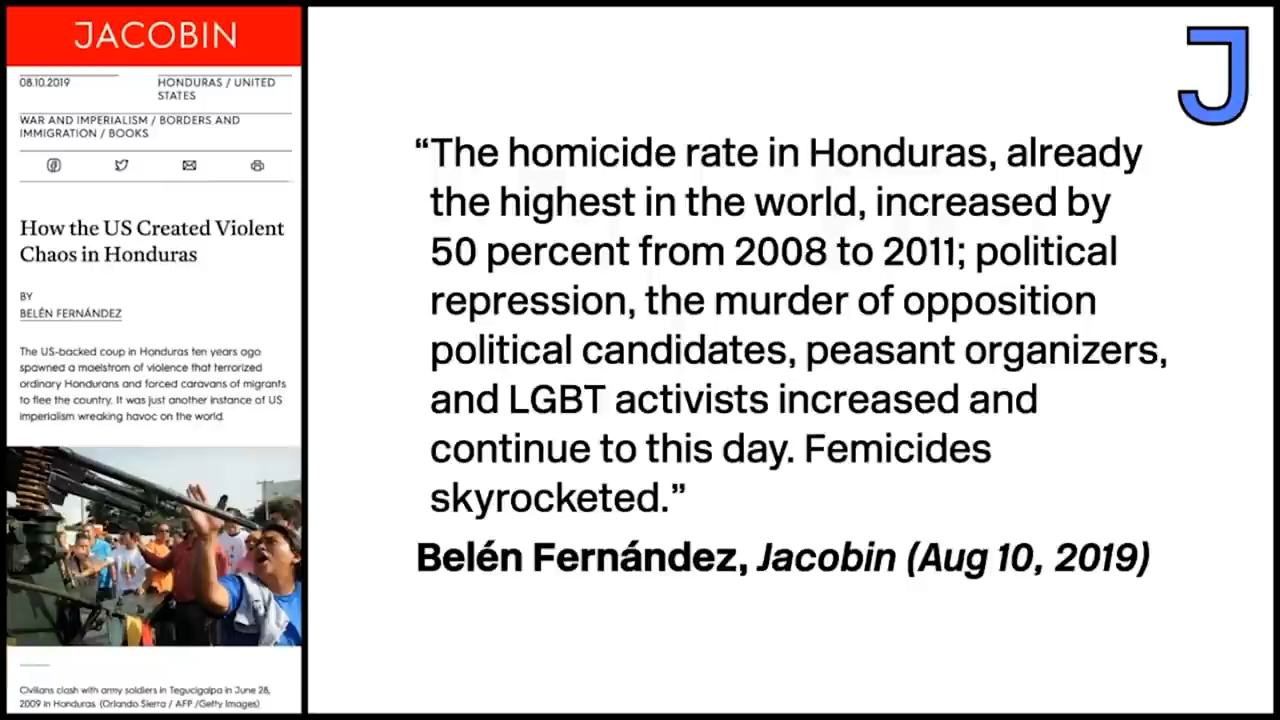 JACOBIN
08.10.2019
HONDURAS / UNITED
STATES
WAR AND IMPERIALISM / BORDERS AND
IMMIGRATION / BOOKS
How the US Created Violent
Chaos in Honduras
BY
BELÉN FERNÁNDEZ
The US-backed coup in Honduras ten years ago
spawned a maelstrom of violence that terrorized
ordinary Hondurans and forced caravans of migrants
to flee the country. It was just another instance of US
imperialism wreaking havoc on the world.
Civilians clash with army soldiers in Tegucigalpa in June 28,
2009 in Honduras. (Orlando Sierra / AFP /Getty Images)
J
“The homicide rate in Honduras, already
the highest in the world, increased by
50 percent from 2008 to 2011; political
repression, the murder of opposition
political candidates, peasant organizers,
and LGBT activists increased and
continue to this day. Femicides
skyrocketed.”
Belén Fernández, Jacobin (Aug 10, 2019)